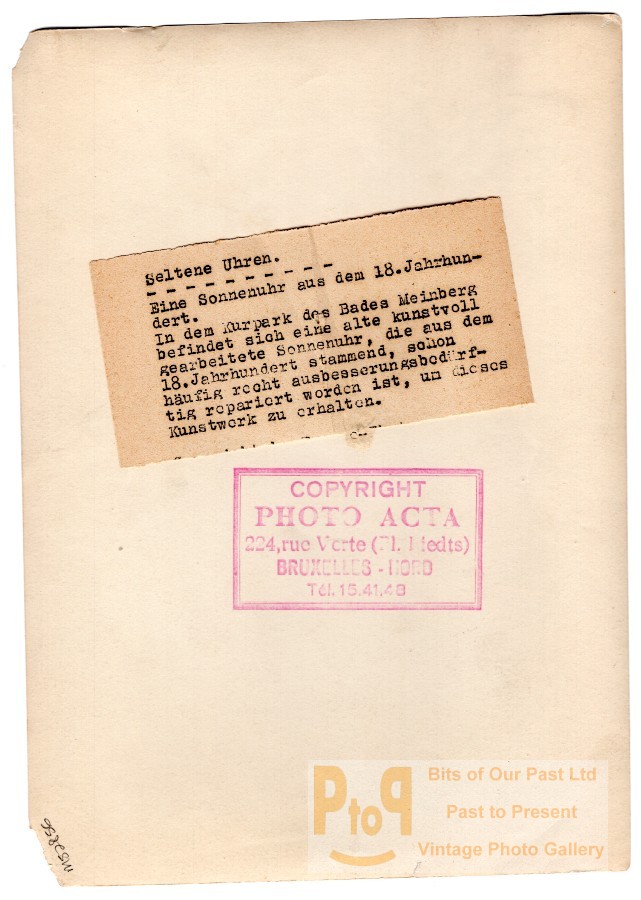 Seltene Uhren.
- - - - - - - - - -
Eine Sonnenuhr aus dem 18.Jahrhun-
dert.
In dem Kurpark des Bades Meinberg
befindet sich eine alte kunstvoll
gearbeitete Sonnenuhr, die aus dem
18.Jahrhundert stammend, schon
häufig recht ausbesserungsbedürf-
tig repariert worden ist, um dieses
Kunstwerk zu erhalten.
COPYRIGHT
PHOTO ACTA
224,rue Verte (Pl. Liedts)
BRUXELLES - NORD
Tél. 15.41.48
PtoP
Bits of Our Past Ltd
Past to Present
Vintage Photo Gallery